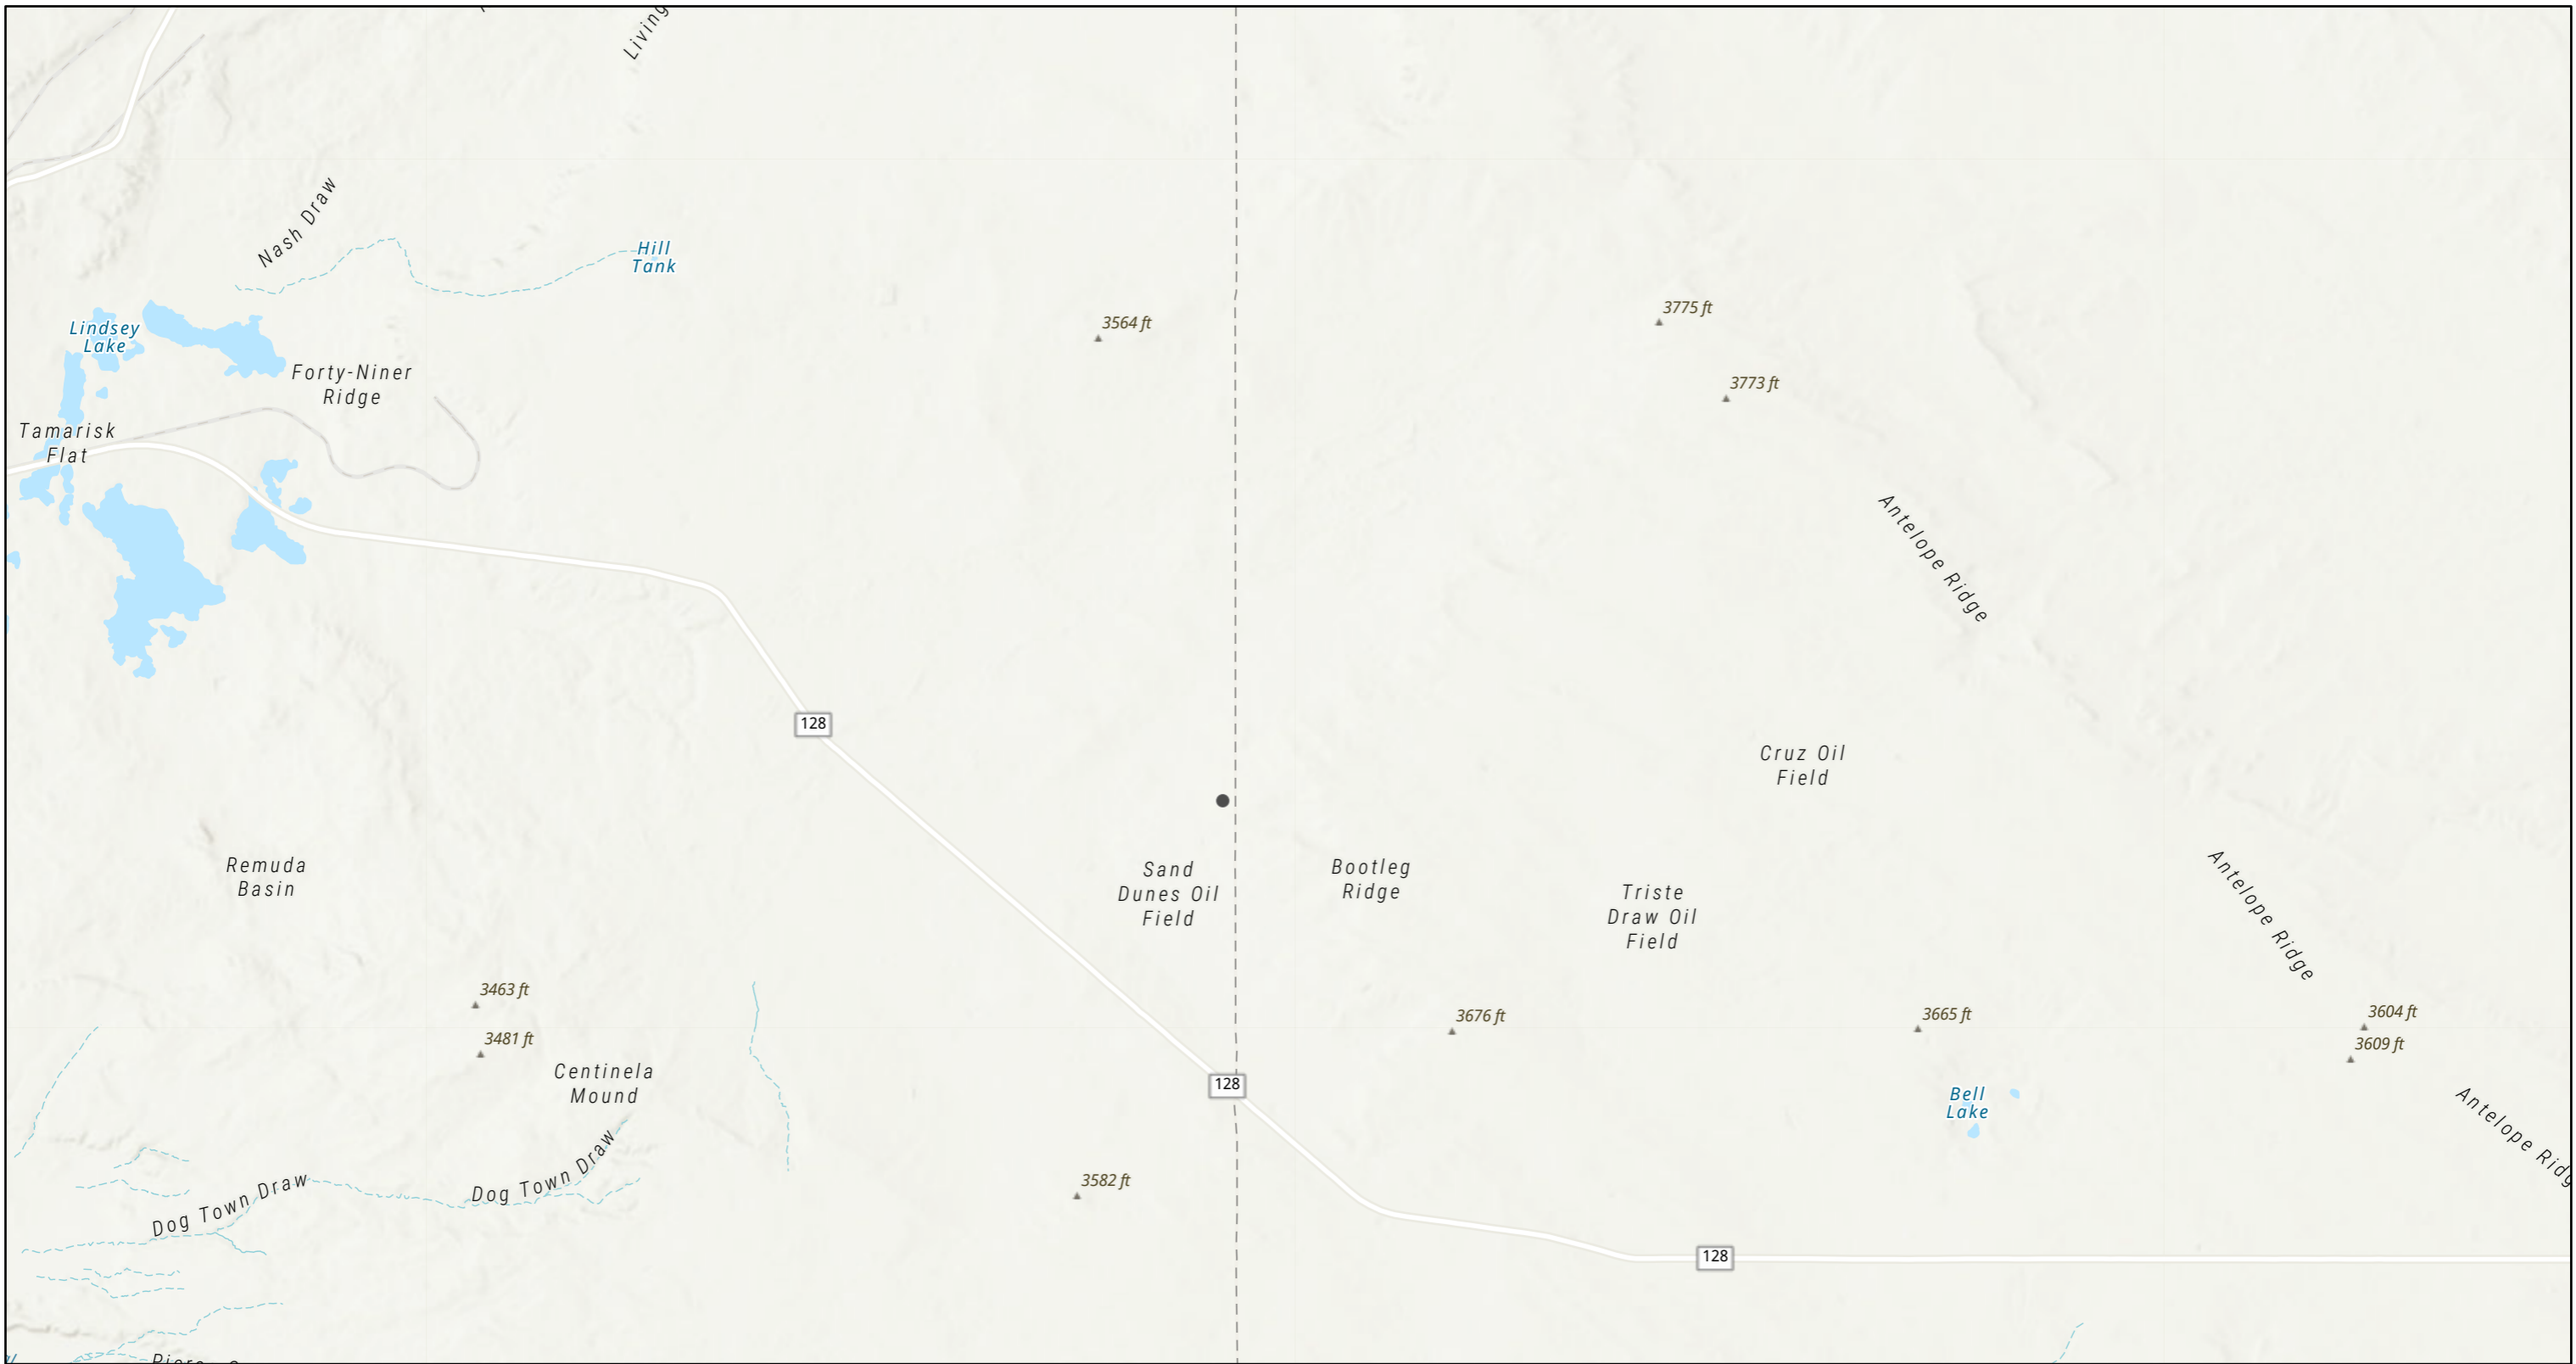 Living
Nash Draw
Hill
Tank
3564 ft
3775 ft
Lindsey
Lake
Forty-Niner
Ridge
3773 ft
Tamarisk
Flat
Antelope Ridge
128
Cruz Oil
Field
Remuda
Basin
Sand
Dunes Oil
Field
Bootleg
Ridge
Triste
Draw Oil
Field
Antelope Ridge
3463 ft
3481 ft
3676 ft
3665 ft
3604 ft
3609 ft
Centinela
Mound
128
Bell
Lake
Antelope Ridg
Dog Town Draw
Dog Town Draw
3582 ft
128